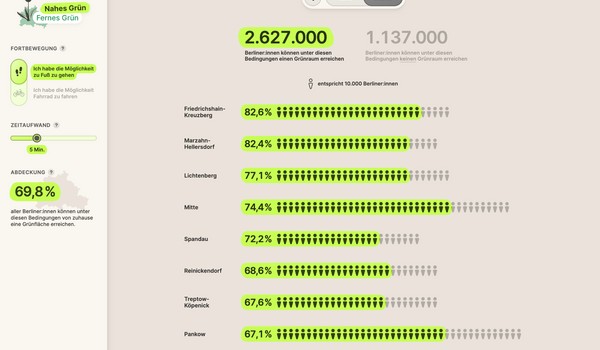 Nahes Grün
Fernes Grün
FORTBEWEGUNG ?
Ich habe die Möglichkeit
zu Fuß zu gehen
Ich habe die Möglichkeit
Fahrrad zu fahren
ZEITAUFWAND ?
5 Min.
ABDECKUNG ?
69,8%
aller Berliner:innen können unter
diesen Bedingungen von zuhause
eine Grünfläche erreichen.
2.627.000
Berliner:innen können unter diesen
Bedingungen einen Grünraum erreichen
1.137.000
Berliner:innen können unter diesen
Bedingungen keinen Grünraum erreichen
entspricht 10.000 Berliner:innen
Friedrichshain-
Kreuzberg
82,6%
Marzahn-
Hellersdorf
82,4%
Lichtenberg
77,1%
Mitte
74,4%
Spandau
72,2%
Reinickendorf
68,6%
Treptow-
Köpenick
67,6%
Pankow
67,1%